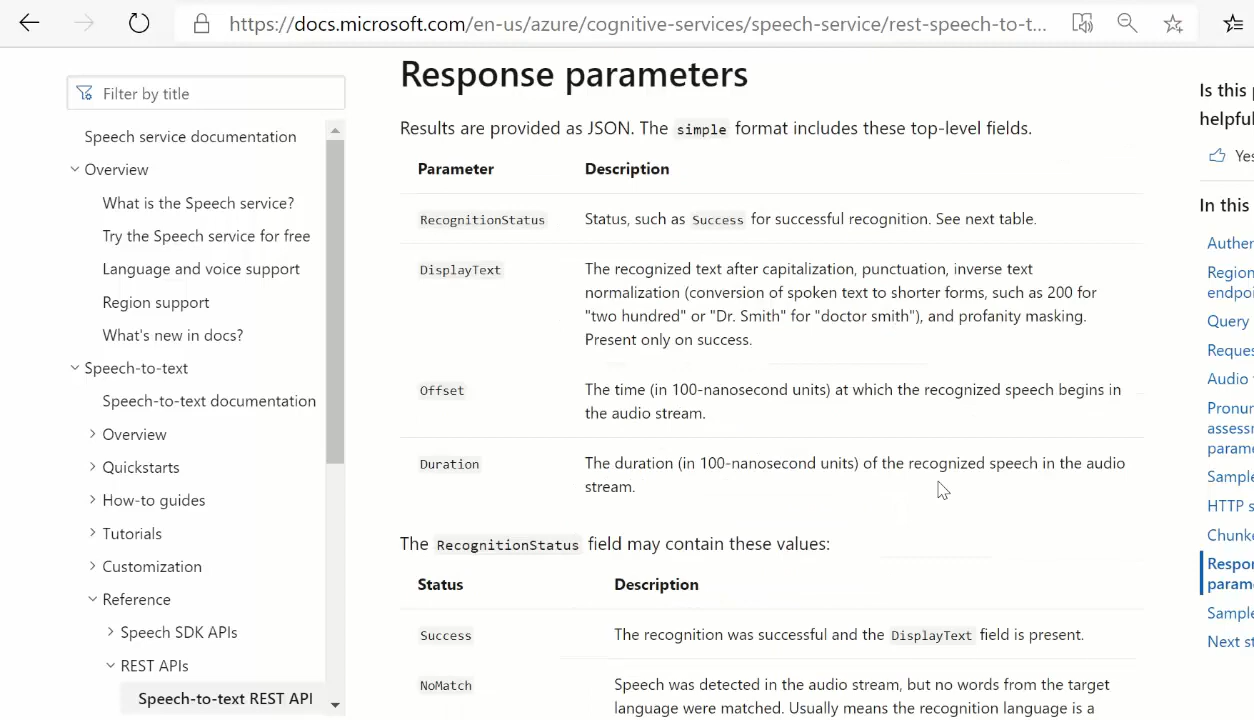 https://docs.microsoft.com/en-us/azure/cognitive-services/speech-service/rest-speech-to-t...
Filter by title
Speech service documentation
Overview
What is the Speech service?
Try the Speech service for free
Language and voice support
Region support
What's new in docs?
Speech-to-text
Speech-to-text documentation
Overview
Quickstarts
How-to guides
Tutorials
Customization
Reference
Speech SDK APIs
REST APIs
Speech-to-text REST API
Response parameters
Results are provided as JSON. The simple format includes these top-level fields.
Parameter Description
RecognitionStatus Status, such as Success for successful recognition. See next table.
DisplayText The recognized text after capitalization, punctuation, inverse text
normalization (conversion of spoken text to shorter forms, such as 200 for
"two hundred" or "Dr. Smith" for "doctor smith"), and profanity masking.
Present only on success.
Offset The time (in 100-nanosecond units) at which the recognized speech begins in
the audio stream.
Duration The duration (in 100-nanosecond units) of the recognized speech in the audio
stream.
The RecognitionStatus field may contain these values:
Status Description
Success The recognition was successful and the DisplayText field is present.
NoMatch Speech was detected in the audio stream, but no words from the target
language were matched. Usually means the recognition language is a
Is this
helpful
Yes
In this
Authen
Region
endpoi
Query
Reques
Audio
Pronun
assessm
parame
Sample
HTTP s
Chunke
Respon
parame
Sample
Next st